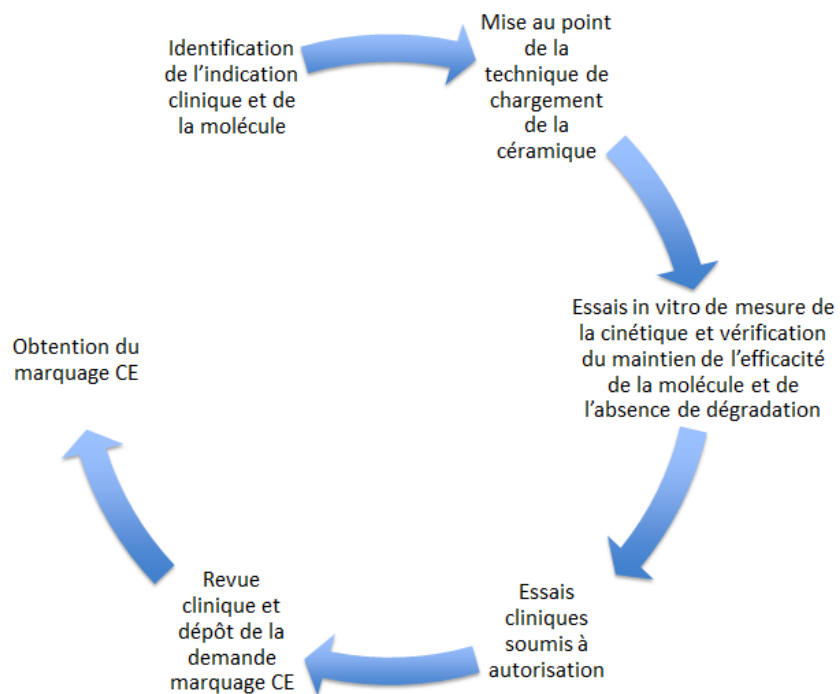 Identification
de l’indication
clinique et de
la molécule
Mise au point
de la
technique de
chargement
de la
céramique
Essais in vitro de mesure de
la cinétique et vérification
du maintien de l’efficacité
de la molécule et de
l’absence de dégradation
Essais
cliniques
soumis à
autorisation
Revue
clinique et
dépôt de la
demande
marquage CE
Obtention du
marquage CE